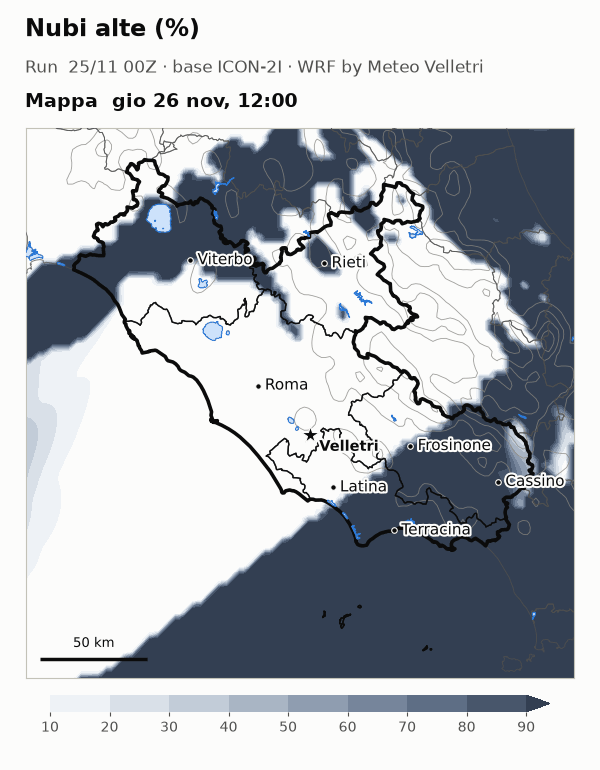 Nubi alte (%)
Run 25/11 00Z · base ICON-2I · WRF by Meteo Velletri
Mappa gio 26 nov, 12:00
Viterbo
Rieti
Roma
Velletri
Frosinone
Cassino
Latina
Terracina
50 km
10 20 30 40 50 60 70 80 90